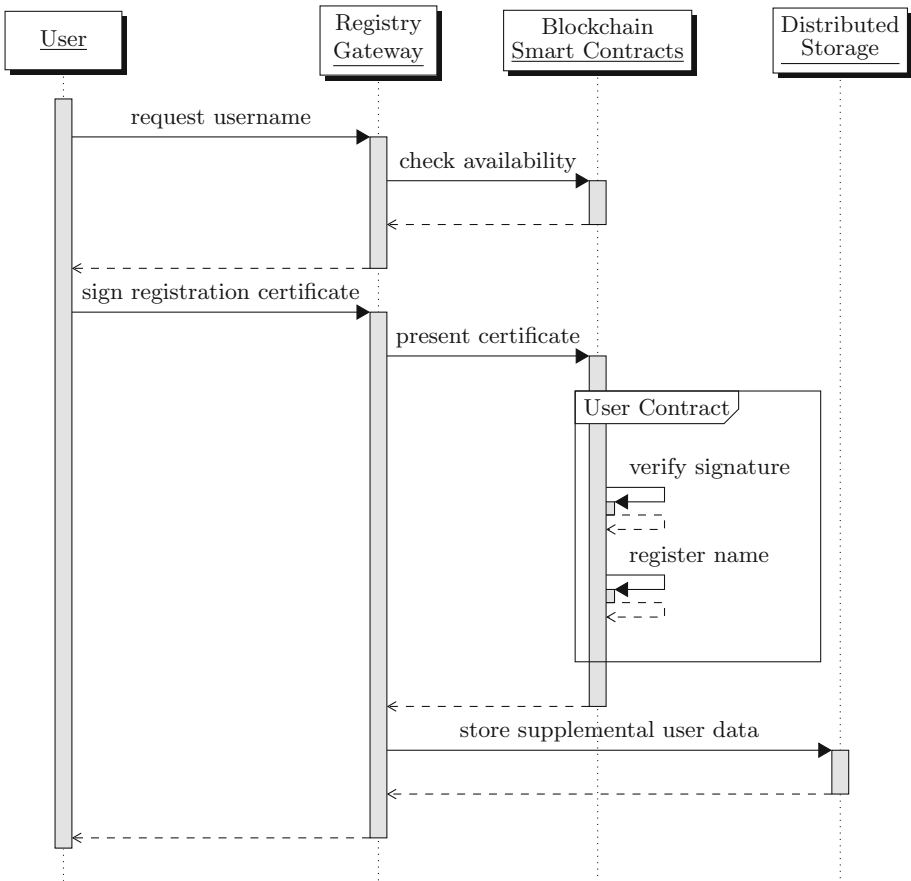 User
Registry
Gateway
Blockchain
Smart Contracts
Distributed
Storage
request username
check availability
sign registration certificate
present certificate
User Contract
verify signature
register name
store supplemental user data